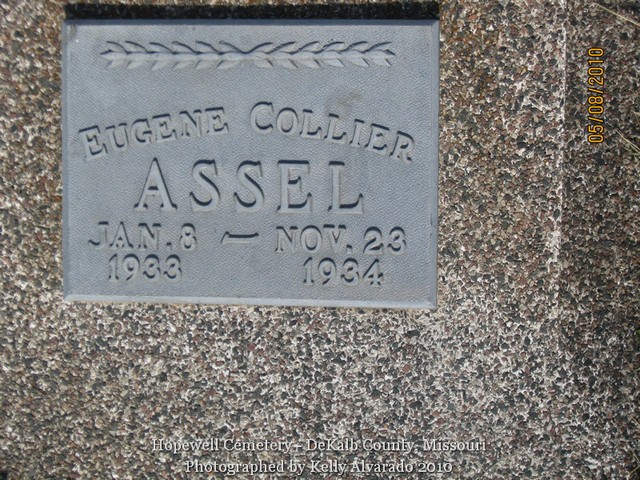 EUGENE COLLIER
ASSEL
JAN. 8 — NOV. 23
1933 1934
05/08/2010
Hopewell Cemetery - DeKalb County, Missouri
Photographed by Kelly Alvarado 2010